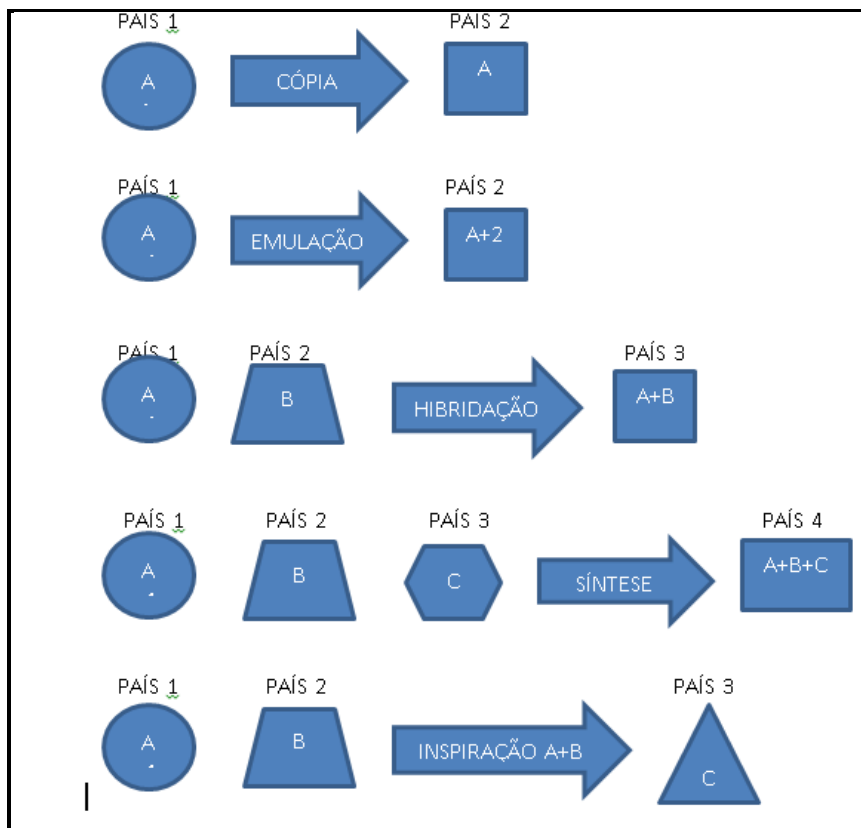 PAÍS 1 PAÍS 2
A CÓPIA A
PAÍS 1 PAÍS 2
A EMULAÇÃO A+2
PAÍS 1 PAÍS 2 PAÍS 3
A B HIBRIDAÇÃO A+B
PAÍS 1 PAÍS 2 PAÍS 3 PAÍS 4
A B C SÍNTESE A+B+C
PAÍS 1 PAÍS 2 PAÍS 3
A B INSPIRAÇÃO A+B C